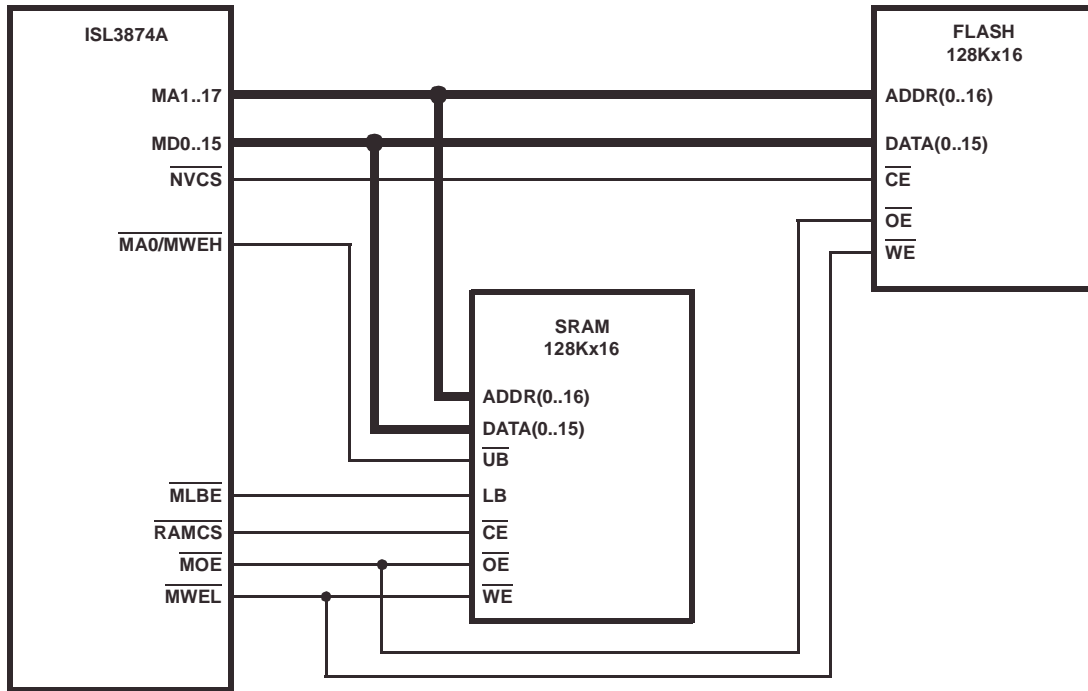 ISL3874A
MA1..17
MD0..15
NVCS
MA0/MWEH
MLBE
RAMCS
MOE
MWEL
SRAM
128Kx16
ADDR(0..16)
DATA(0..15)
UB
LB
CE
OE
WE
FLASH
128Kx16
ADDR(0..16)
DATA(0..15)
CE
OE
WE